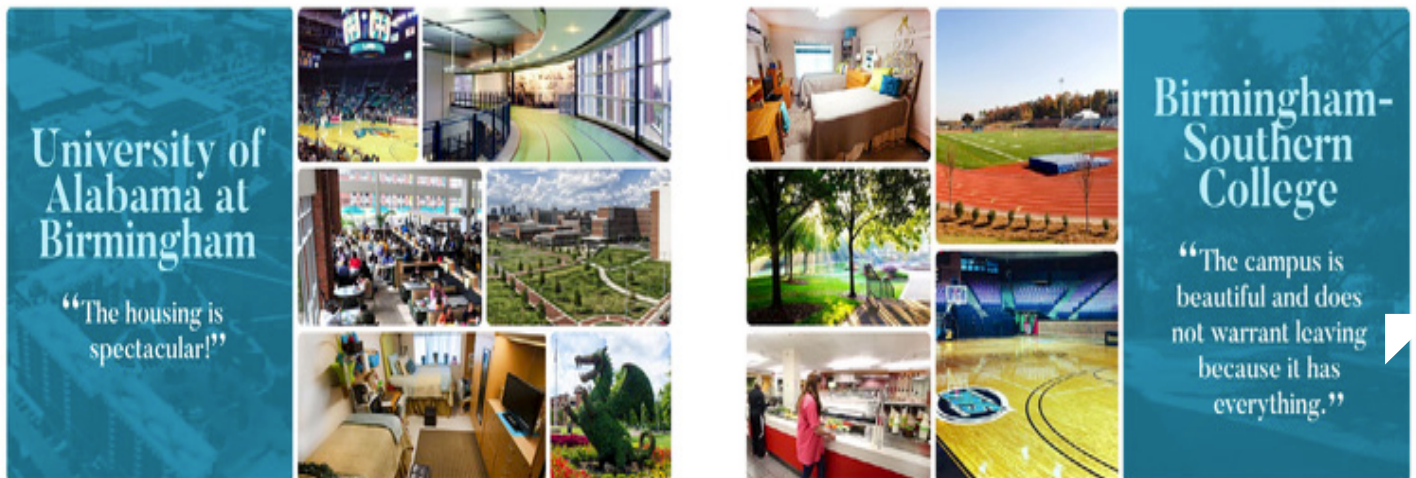 University of
Alabama at
Birmingham
“The housing is
spectacular!”
Birmingham-
Southern
College
“The campus is
beautiful and does
not warrant leaving
because it has
everything.”